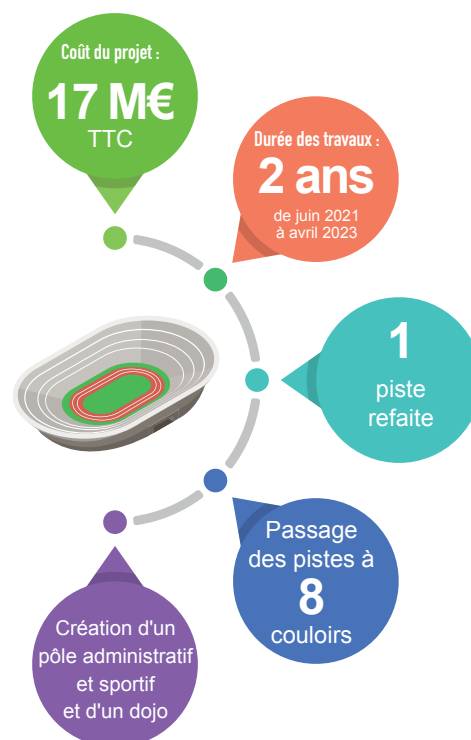 Coût du projet :
17 M€
TTC
Durée des travaux :
2 ans
de juin 2021
à avril 2023
1
piste
refaite
Passage
des pistes à
8
couloirs
Création d'un
pôle administratif
et sportif
et d'un dojo